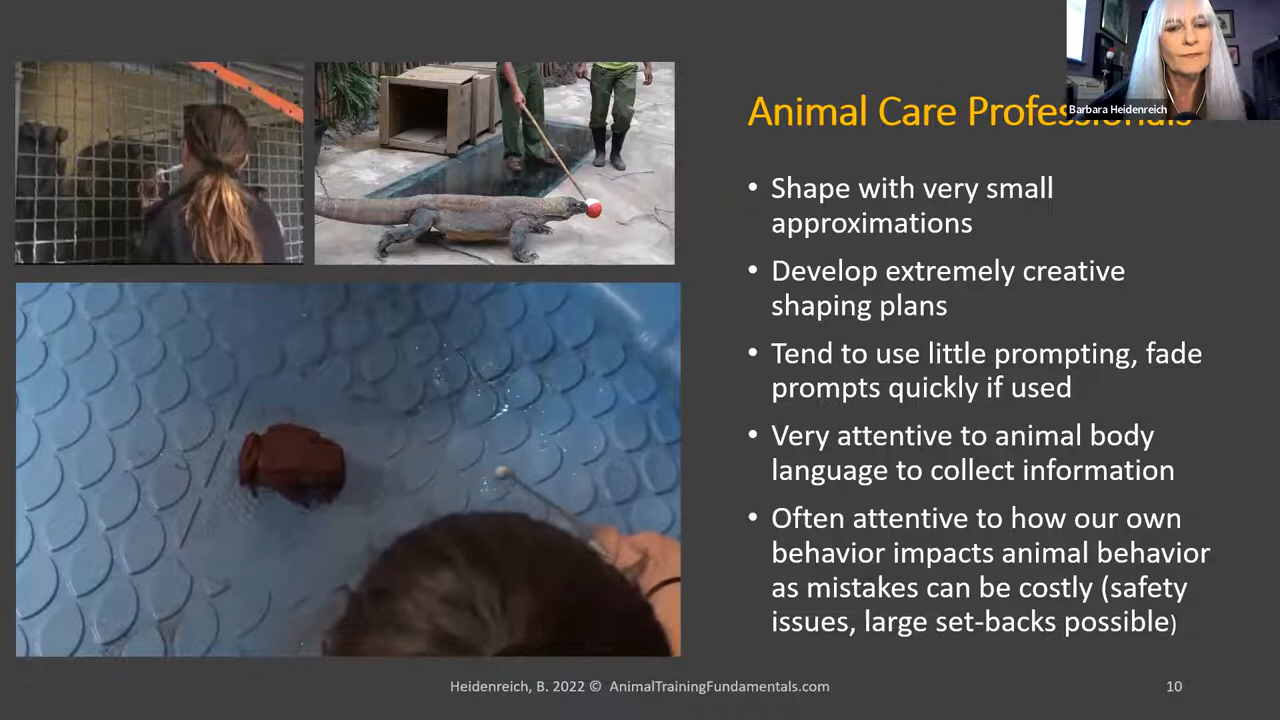 Barbara Heidenreich
Animal Care Professionals
• Shape with very small
approximations
• Develop extremely creative
shaping plans
• Tend to use little prompting, fade
prompts quickly if used
• Very attentive to animal body
language to collect information
• Often attentive to how our own
behavior impacts animal behavior
as mistakes can be costly (safety
issues, large set-backs possible)
Heidenreich, B. 2022 © AnimalTrainingFundamentals.com
10